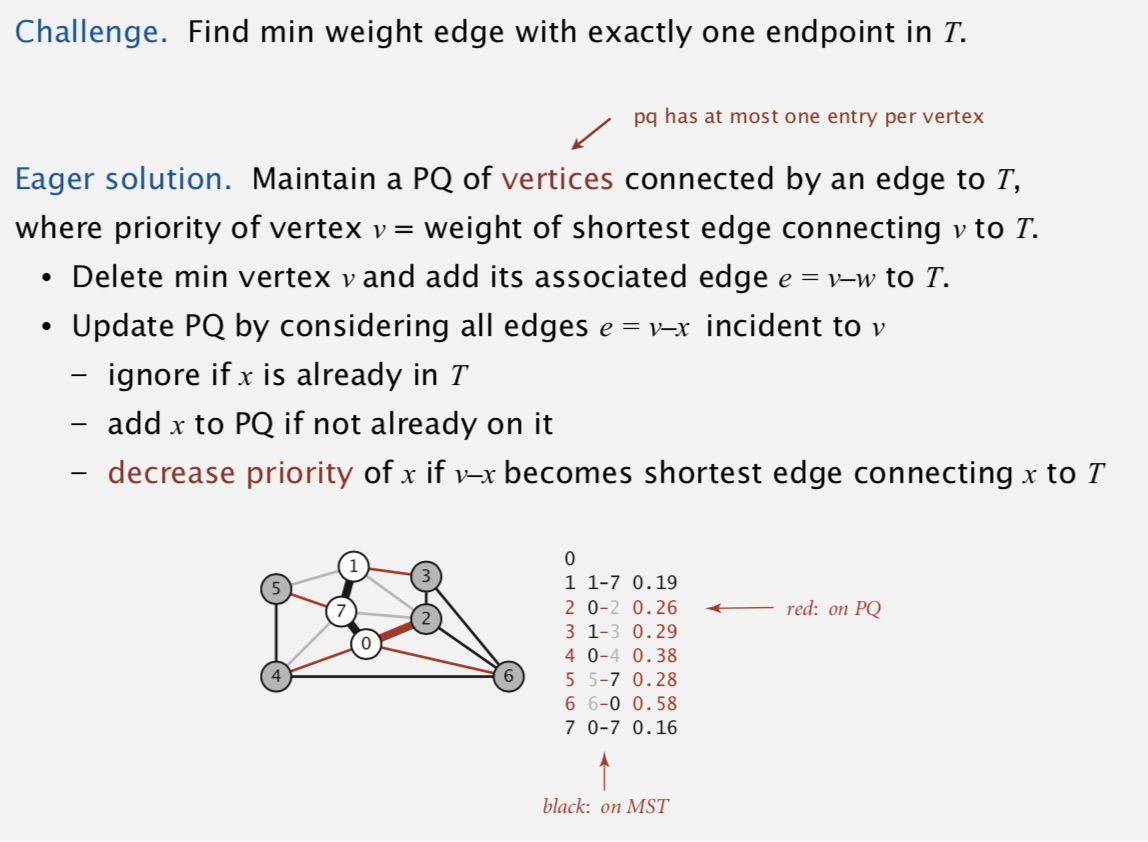 Challenge. Find min weight edge with exactly one endpoint in T.
pq has at most one entry per vertex
Eager solution. Maintain a PQ of vertices connected by an edge to T,
where priority of vertex v = weight of shortest edge connecting v to T.
• Delete min vertex v and add its associated edge e = v–w to T.
• Update PQ by considering all edges e = v–x incident to v
– ignore if x is already in T
– add x to PQ if not already on it
– decrease priority of x if v–x becomes shortest edge connecting x to T
1
3
5
7
2
0
4
6
0
1 1-7 0.19
2 0-2 0.26
red: on PQ
3 1-3 0.29
4 0-4 0.38
5 5-7 0.28
6 6-0 0.58
7 0-7 0.16
black: on MST